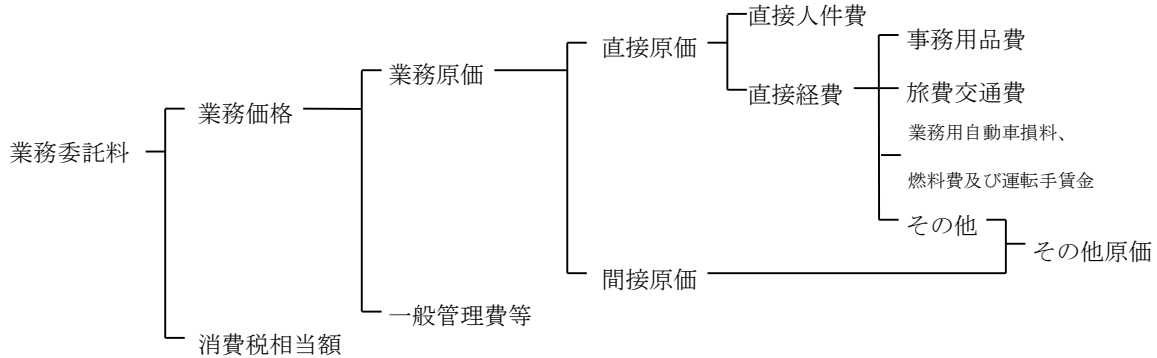 直接人件費
事務用品費
直接原価
業務原価
直接経費
旅費交通費
業務価格
業務用自動車損料、
業務委託料
燃料費及び運転手賃金
その他
その他原価
間接原価
一般管理費等
消費税相当額